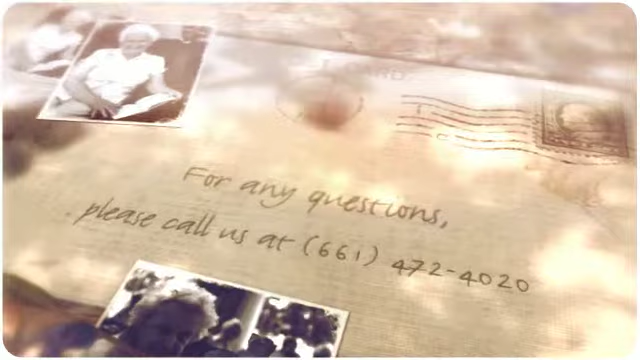 For any questions,
please call us at (661) 472-4020